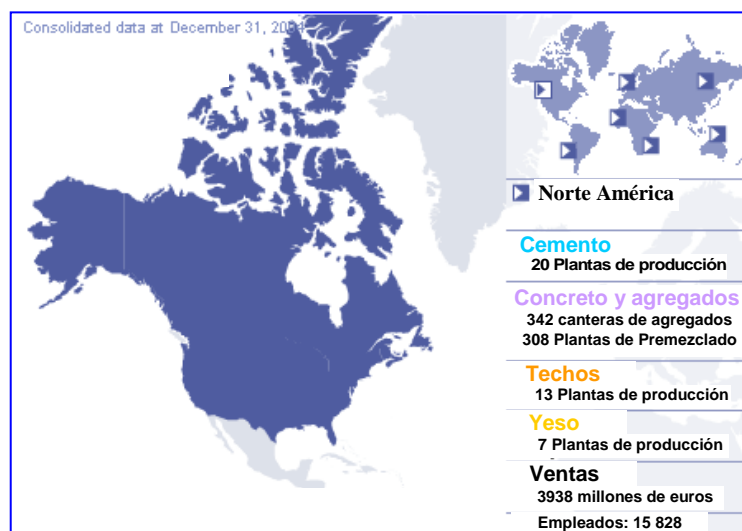 Consolidated data at December 31, 2004
Norte América
Cemento
20 Plantas de producción
Concreto y agregados
342 canteras de agregados
308 Plantas de Premezclado
Techos
13 Plantas de producción
Yeso
7 Plantas de producción
Ventas
3938 millones de euros
Empleados: 15 828